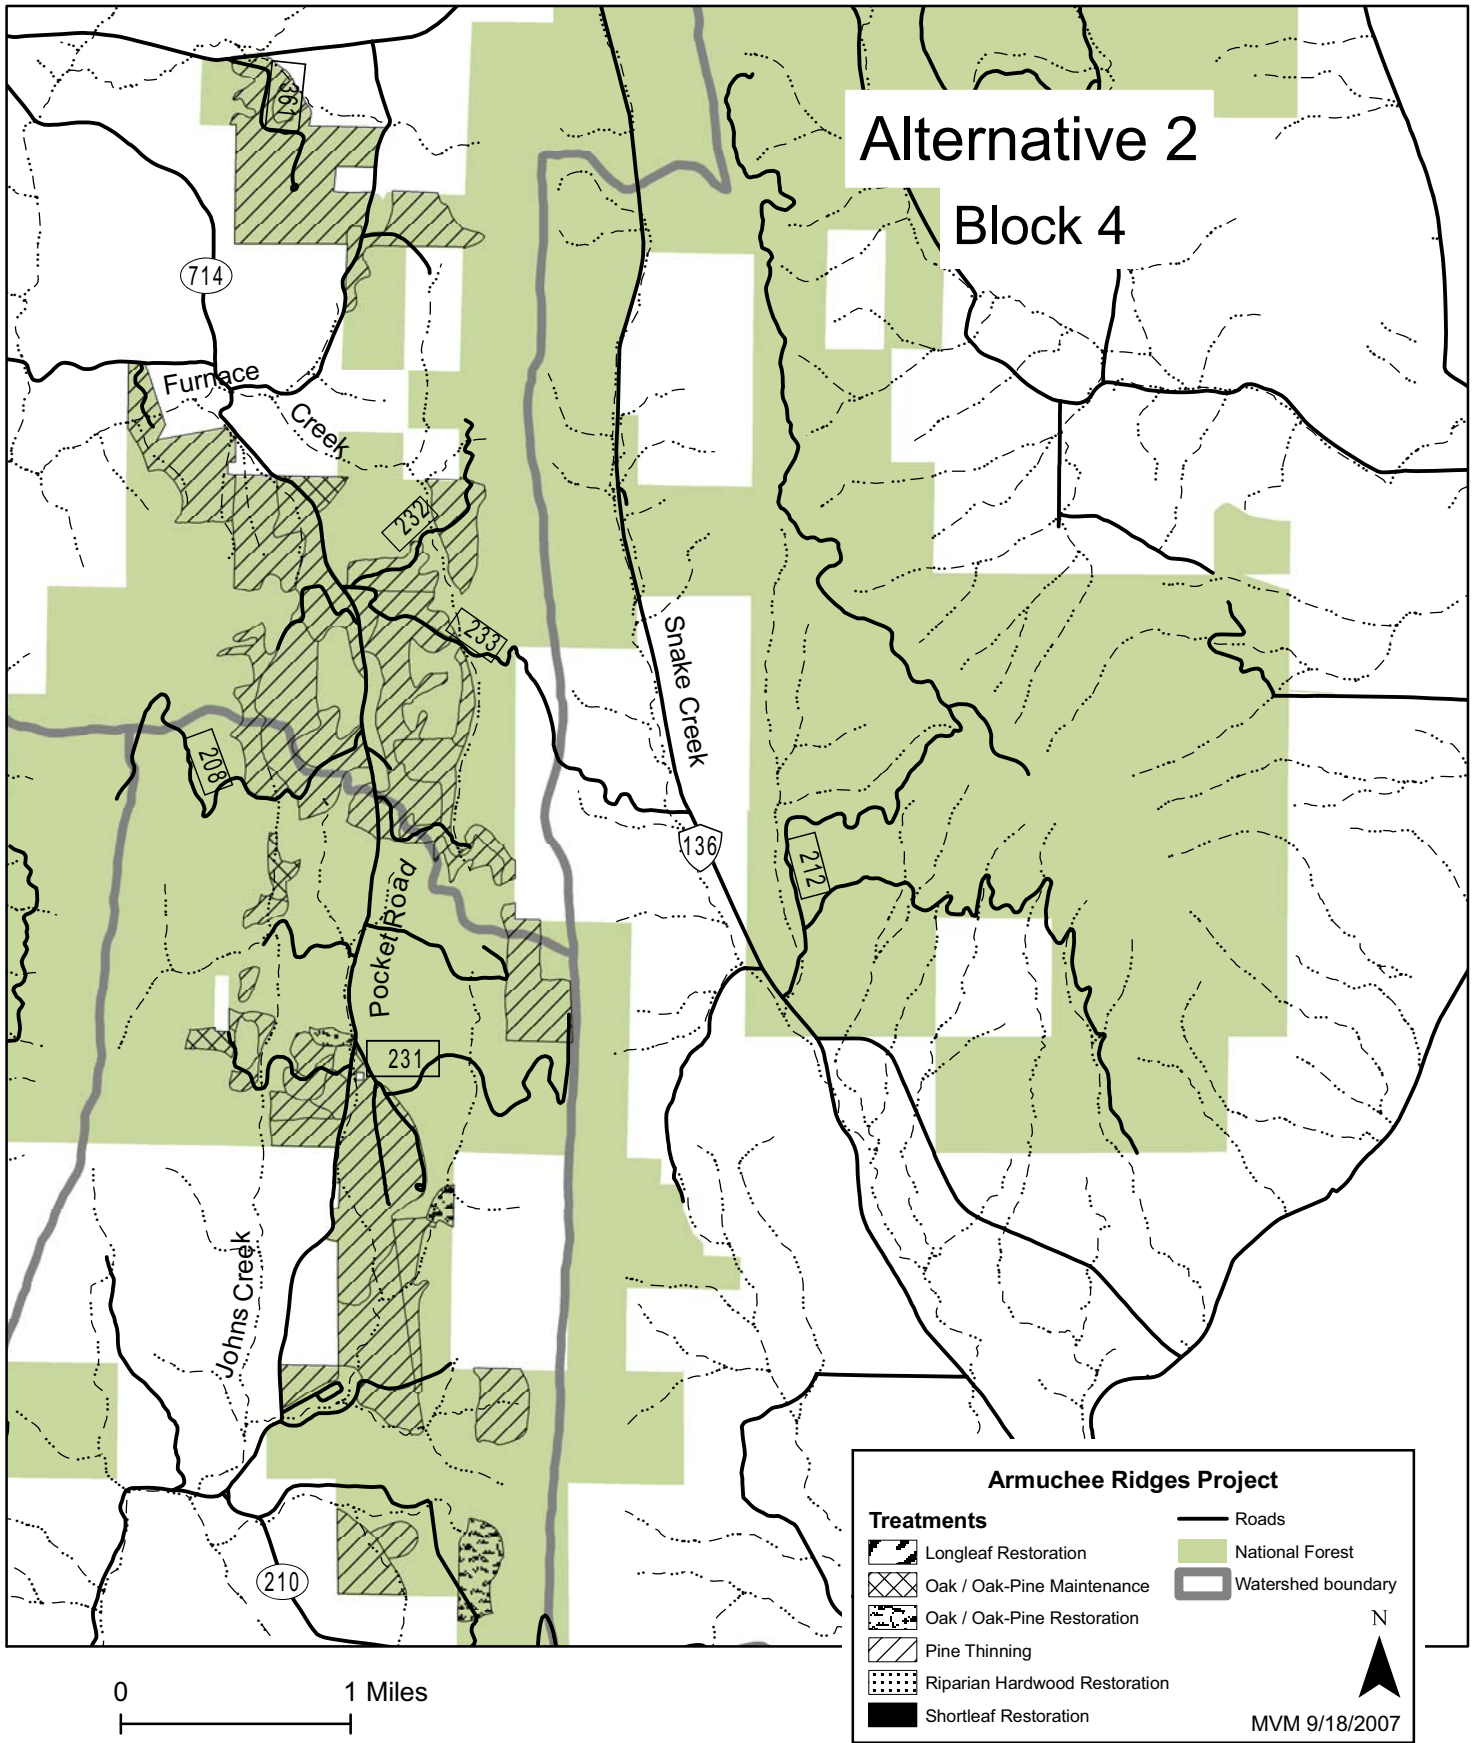 Alternative 2
Block 4
361
714
Furnace
Creek
232
233
Snake Creek
208
136
212
Pocket Road
231
Johns Creek
210
Armuchee Ridges Project
Treatments
Longleaf Restoration
Oak / Oak-Pine Maintenance
Oak / Oak-Pine Restoration
Pine Thinning
Riparian Hardwood Restoration
Shortleaf Restoration
Roads
National Forest
Watershed boundary
N
MVM 9/18/2007
0 1 Miles